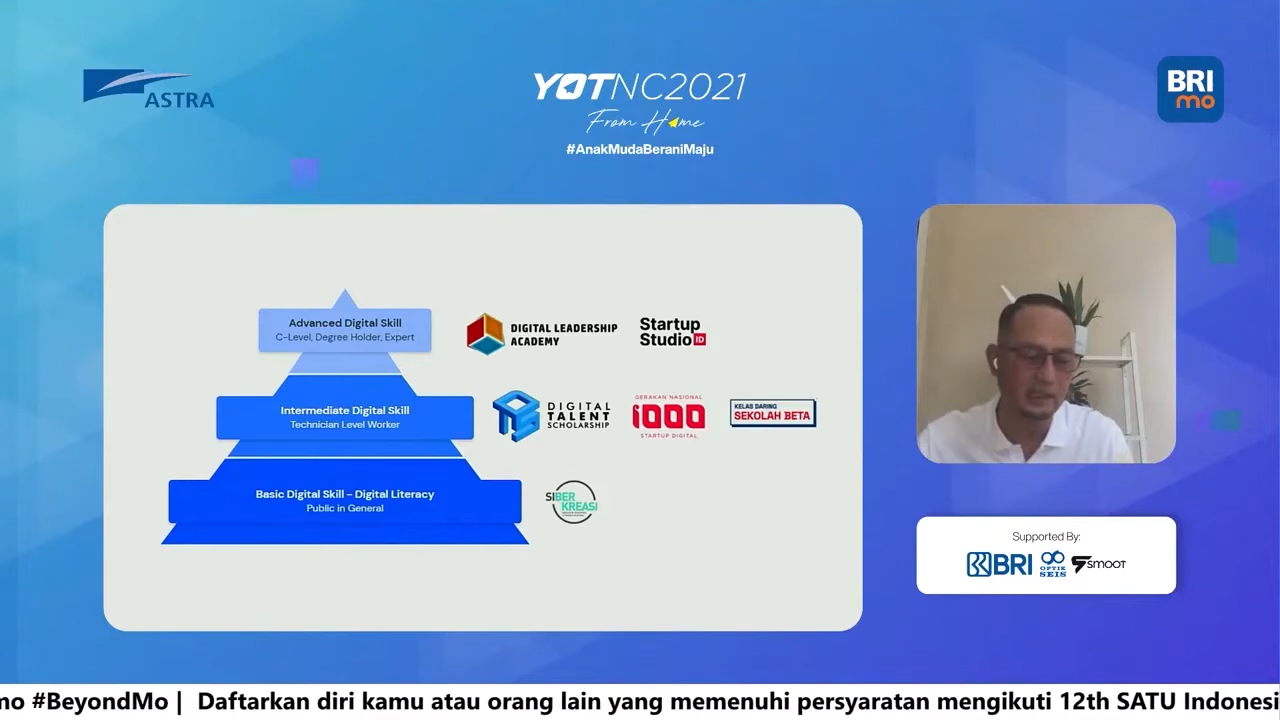 ASTRA
YOTNC2021
From Home
#AnakMudaBeraniMaju
BRI
mo
Advanced Digital Skill
C-Level, Degree Holder, Expert
DIGITAL LEADERSHIP
ACADEMY
Startup
Studio ID
Intermediate Digital Skill
Technician Level Worker
DIGITAL
TALENT
SCHOLARSHIP
GERAKAN NASIONAL
1000
STARTUP DIGITAL
KELAS DARING
SEKOLAH BETA
Basic Digital Skill – Digital Literacy
Public in General
SIBER
KREASI
Supported By:
BRI
OPTIK
SEIS
SMOOT
mo #BeyondMo | Daftarkan diri kamu atau orang lain yang memenuhi persyaratan mengikuti 12th SATU Indonesi